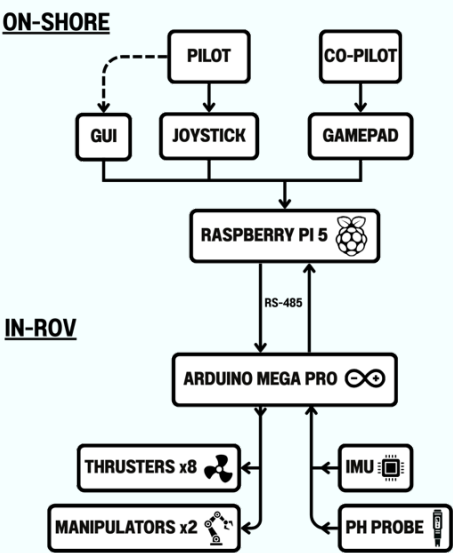 ON-SHORE
PILOT
CO-PILOT
GUI
JOYSTICK
GAMEPAD
RASPBERRY PI 5
RS-485
IN-ROV
ARDUINO MEGA PRO
THRUSTERS x8
IMU
MANIPULATORS x2
PH PROBE